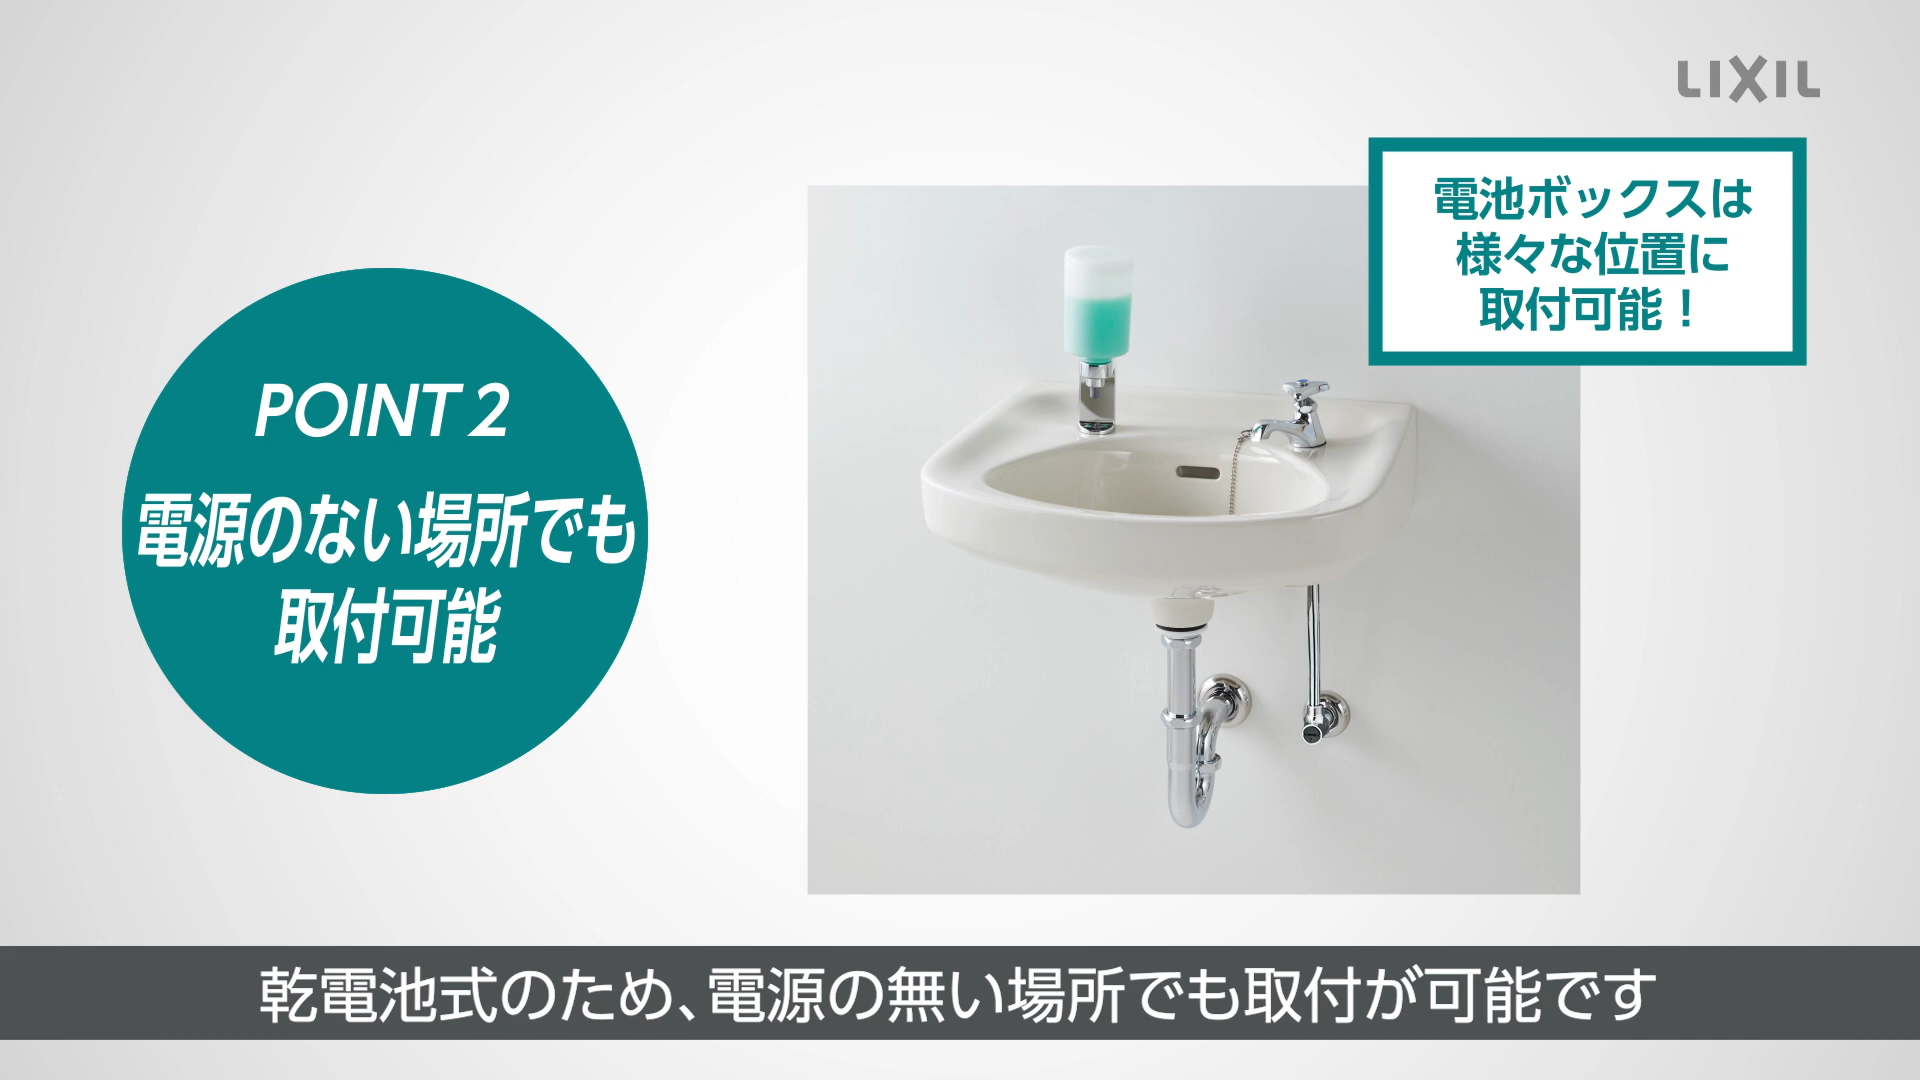 LIXIL
電池ボックスは
様々な位置に
取付可能！
POINT 2
電源のない場所でも
取付可能
乾電池式のため、電源の無い場所でも取付が可能です